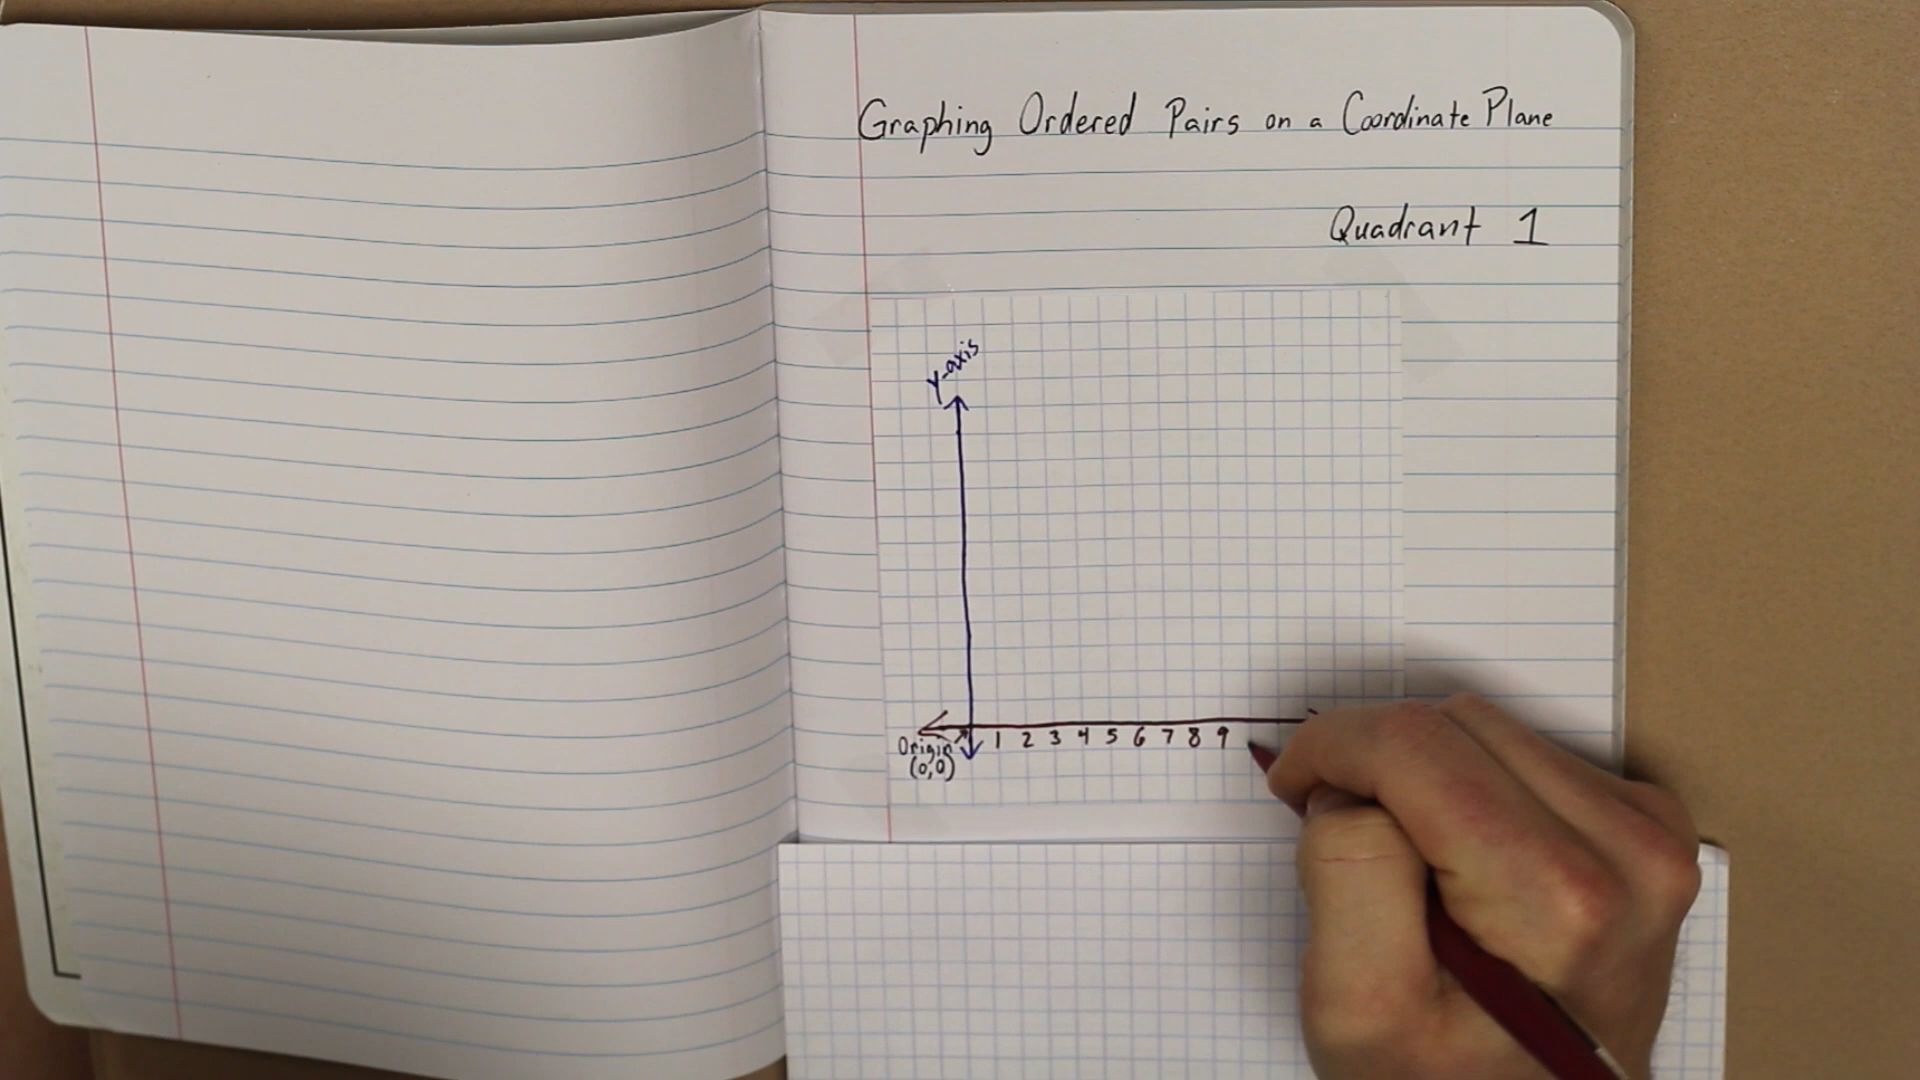 Graphing Ordered Pairs on a Coordinate Plane
Quadrant 1
y-axis
Origin 1 2 3 4 5 6 7 8 9
(0,0)